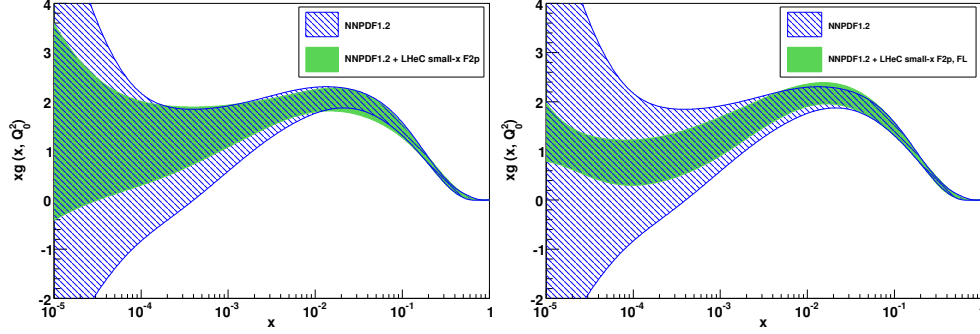 4
3
2
1
0
-1
-2
xg (x, Q₀²)
NNPDF1.2
NNPDF1.2 + LHeC small-x F2p
10⁻⁵ 10⁻⁴ 10⁻³ 10⁻² 10⁻¹ 1
x
4
3
2
1
0
-1
-2
xg (x, Q₀²)
NNPDF1.2
NNPDF1.2 + LHeC small-x F2p, FL
10⁻⁵ 10⁻⁴ 10⁻³ 10⁻² 10⁻¹
x